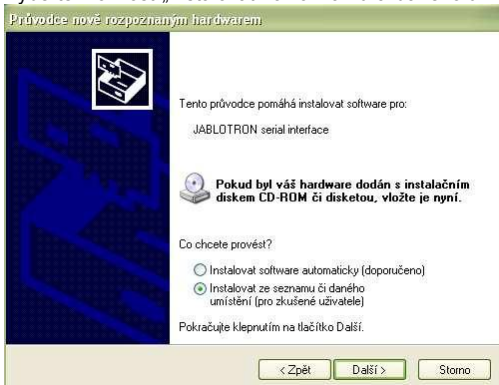 Průvodce nově rozpoznaným hardwarem
Tento průvodce pomáhá instalovat software pro:
JABLOTRON serial interface
Pokud byl váš hardware dodán s instalačním
diskem CD-ROM či disketou, vložte je nyní.
Co chcete provést?
Instalovat software automaticky (doporučeno)
Instalovat ze seznamu či daného
umístění (pro zkušené uživatele)
Pokračujte klepnutím na tlačítko Další.
< Zpět
Další >
Storno